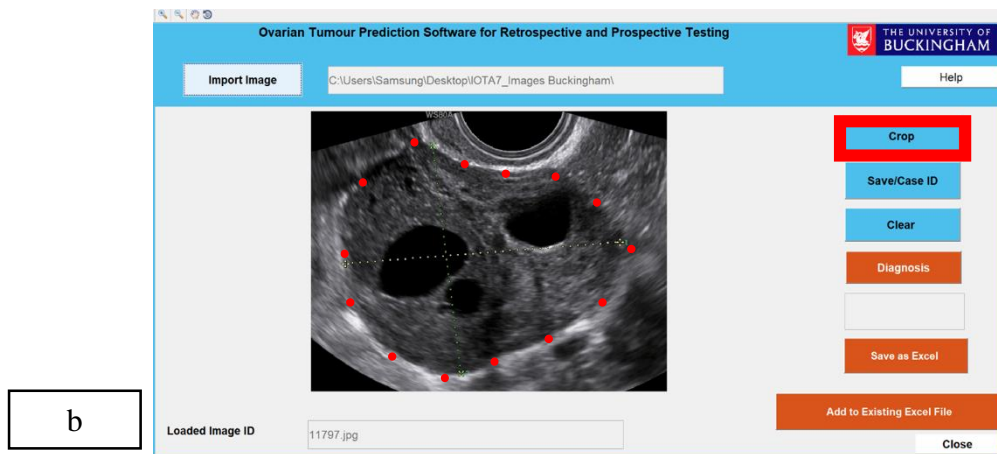 Ovarian Tumour Prediction Software for Retrospective and Prospective Testing
THE UNIVERSITY OF
BUCKINGHAM
Import Image
C:\Users\Samsung\Desktop\IOTA7_Images Buckingham\
Help
WS80A
Crop
Save/Case ID
Clear
Diagnosis
Save as Excel
Add to Existing Excel File
b
Loaded Image ID
11797.jpg
Close